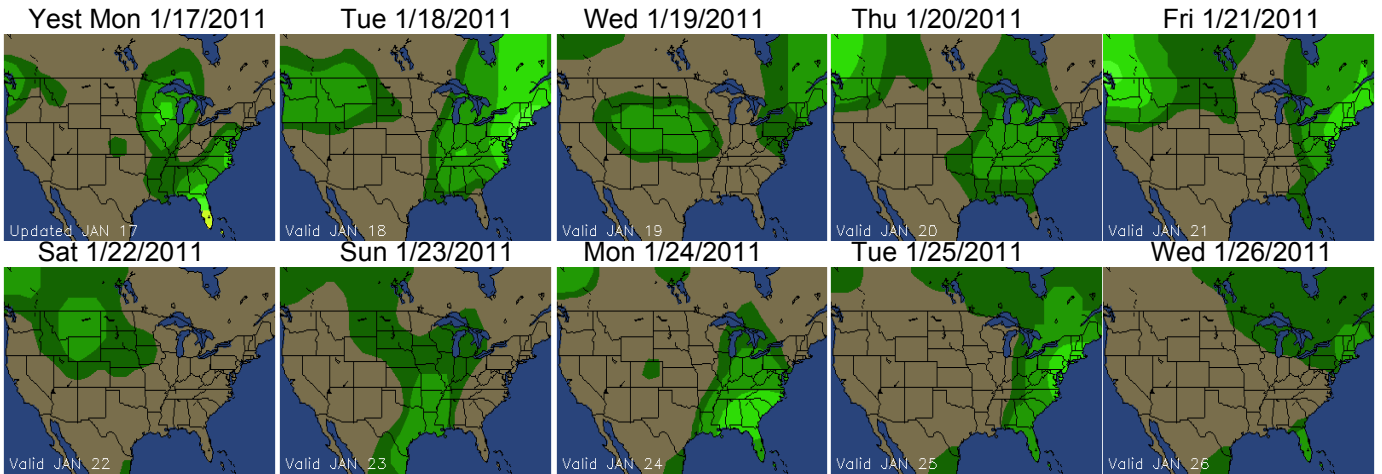 Yest Mon 1/17/2011
Tue 1/18/2011
Wed 1/19/2011
Thu 1/20/2011
Fri 1/21/2011
Updated JAN 17
Valid JAN 18
Valid JAN 19
Valid JAN 20
Valid JAN 21
Sat 1/22/2011
Sun 1/23/2011
Mon 1/24/2011
Tue 1/25/2011
Wed 1/26/2011
Valid JAN 22
Valid JAN 23
Valid JAN 24
Valid JAN 25
Valid JAN 26